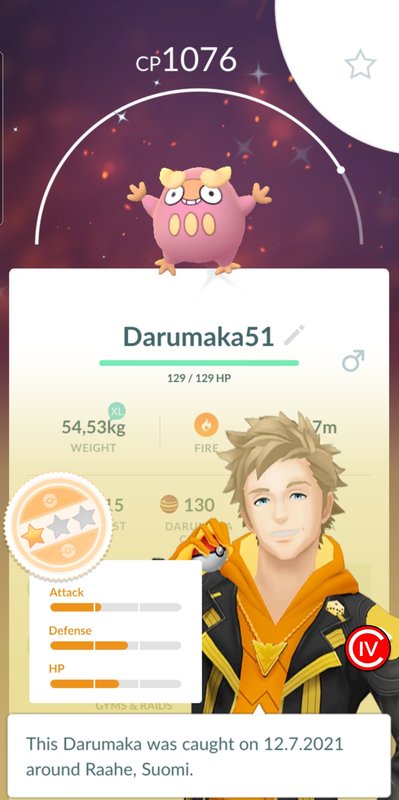 CP1076
Darumaka51
129 / 129 HP
XL
54,53kg
7m
WEIGHT
FIRE
15
130
Attack
Defense
HP
GYMS & RAIDS
IV
This Darumaka was caught on 12.7.2021
around Raahe, Suomi.